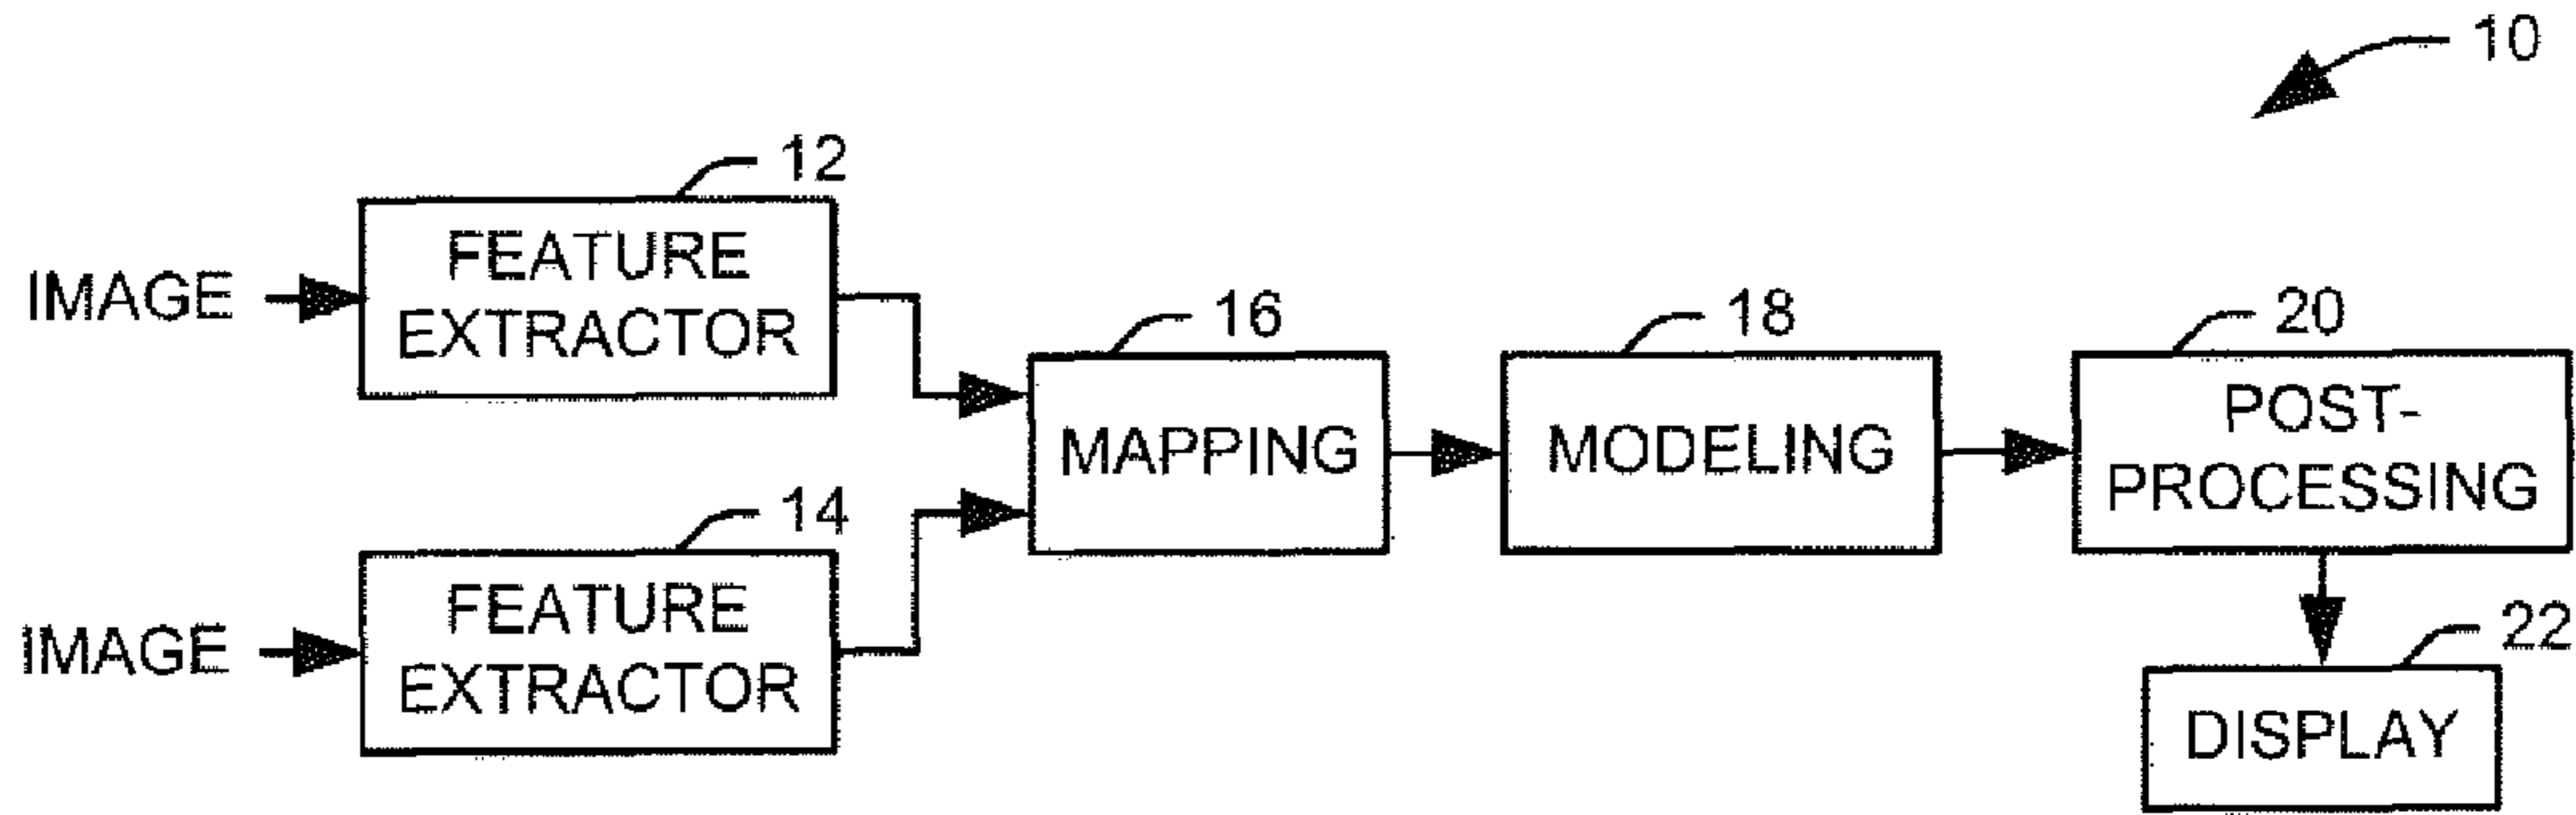 10
12
IMAGE
FEATURE
EXTRACTOR
14
IMAGE
FEATURE
EXTRACTOR
16
MAPPING
18
MODELING
20
POST-
PROCESSING
22
DISPLAY